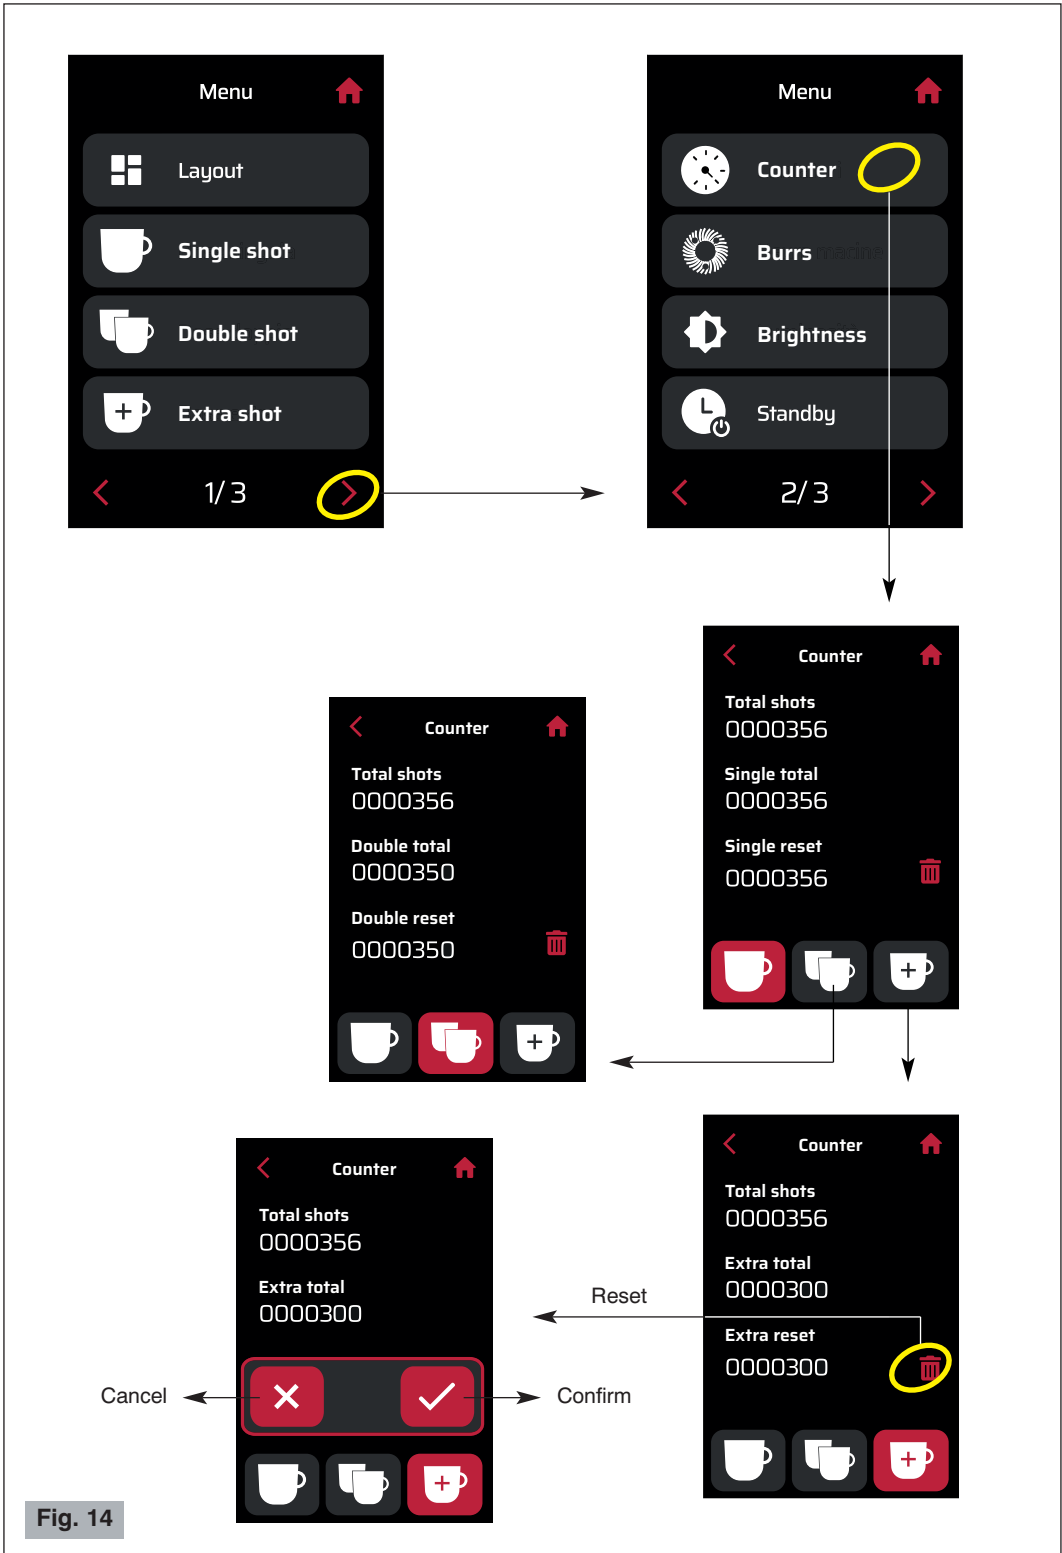 Menu
Layout
Single shot
Double shot
Extra shot
1/3
Menu
Counter
Burrs
Brightness
Standby
2/3
Counter
Total shots
0000356
Single total
0000356
Single reset
0000356
Counter
Total shots
0000356
Double total
0000350
Double reset
0000350
Counter
Total shots
0000356
Extra total
0000300
Extra reset
0000300
Reset
Counter
Total shots
0000356
Extra total
0000300
Cancel
Confirm
Fig. 14